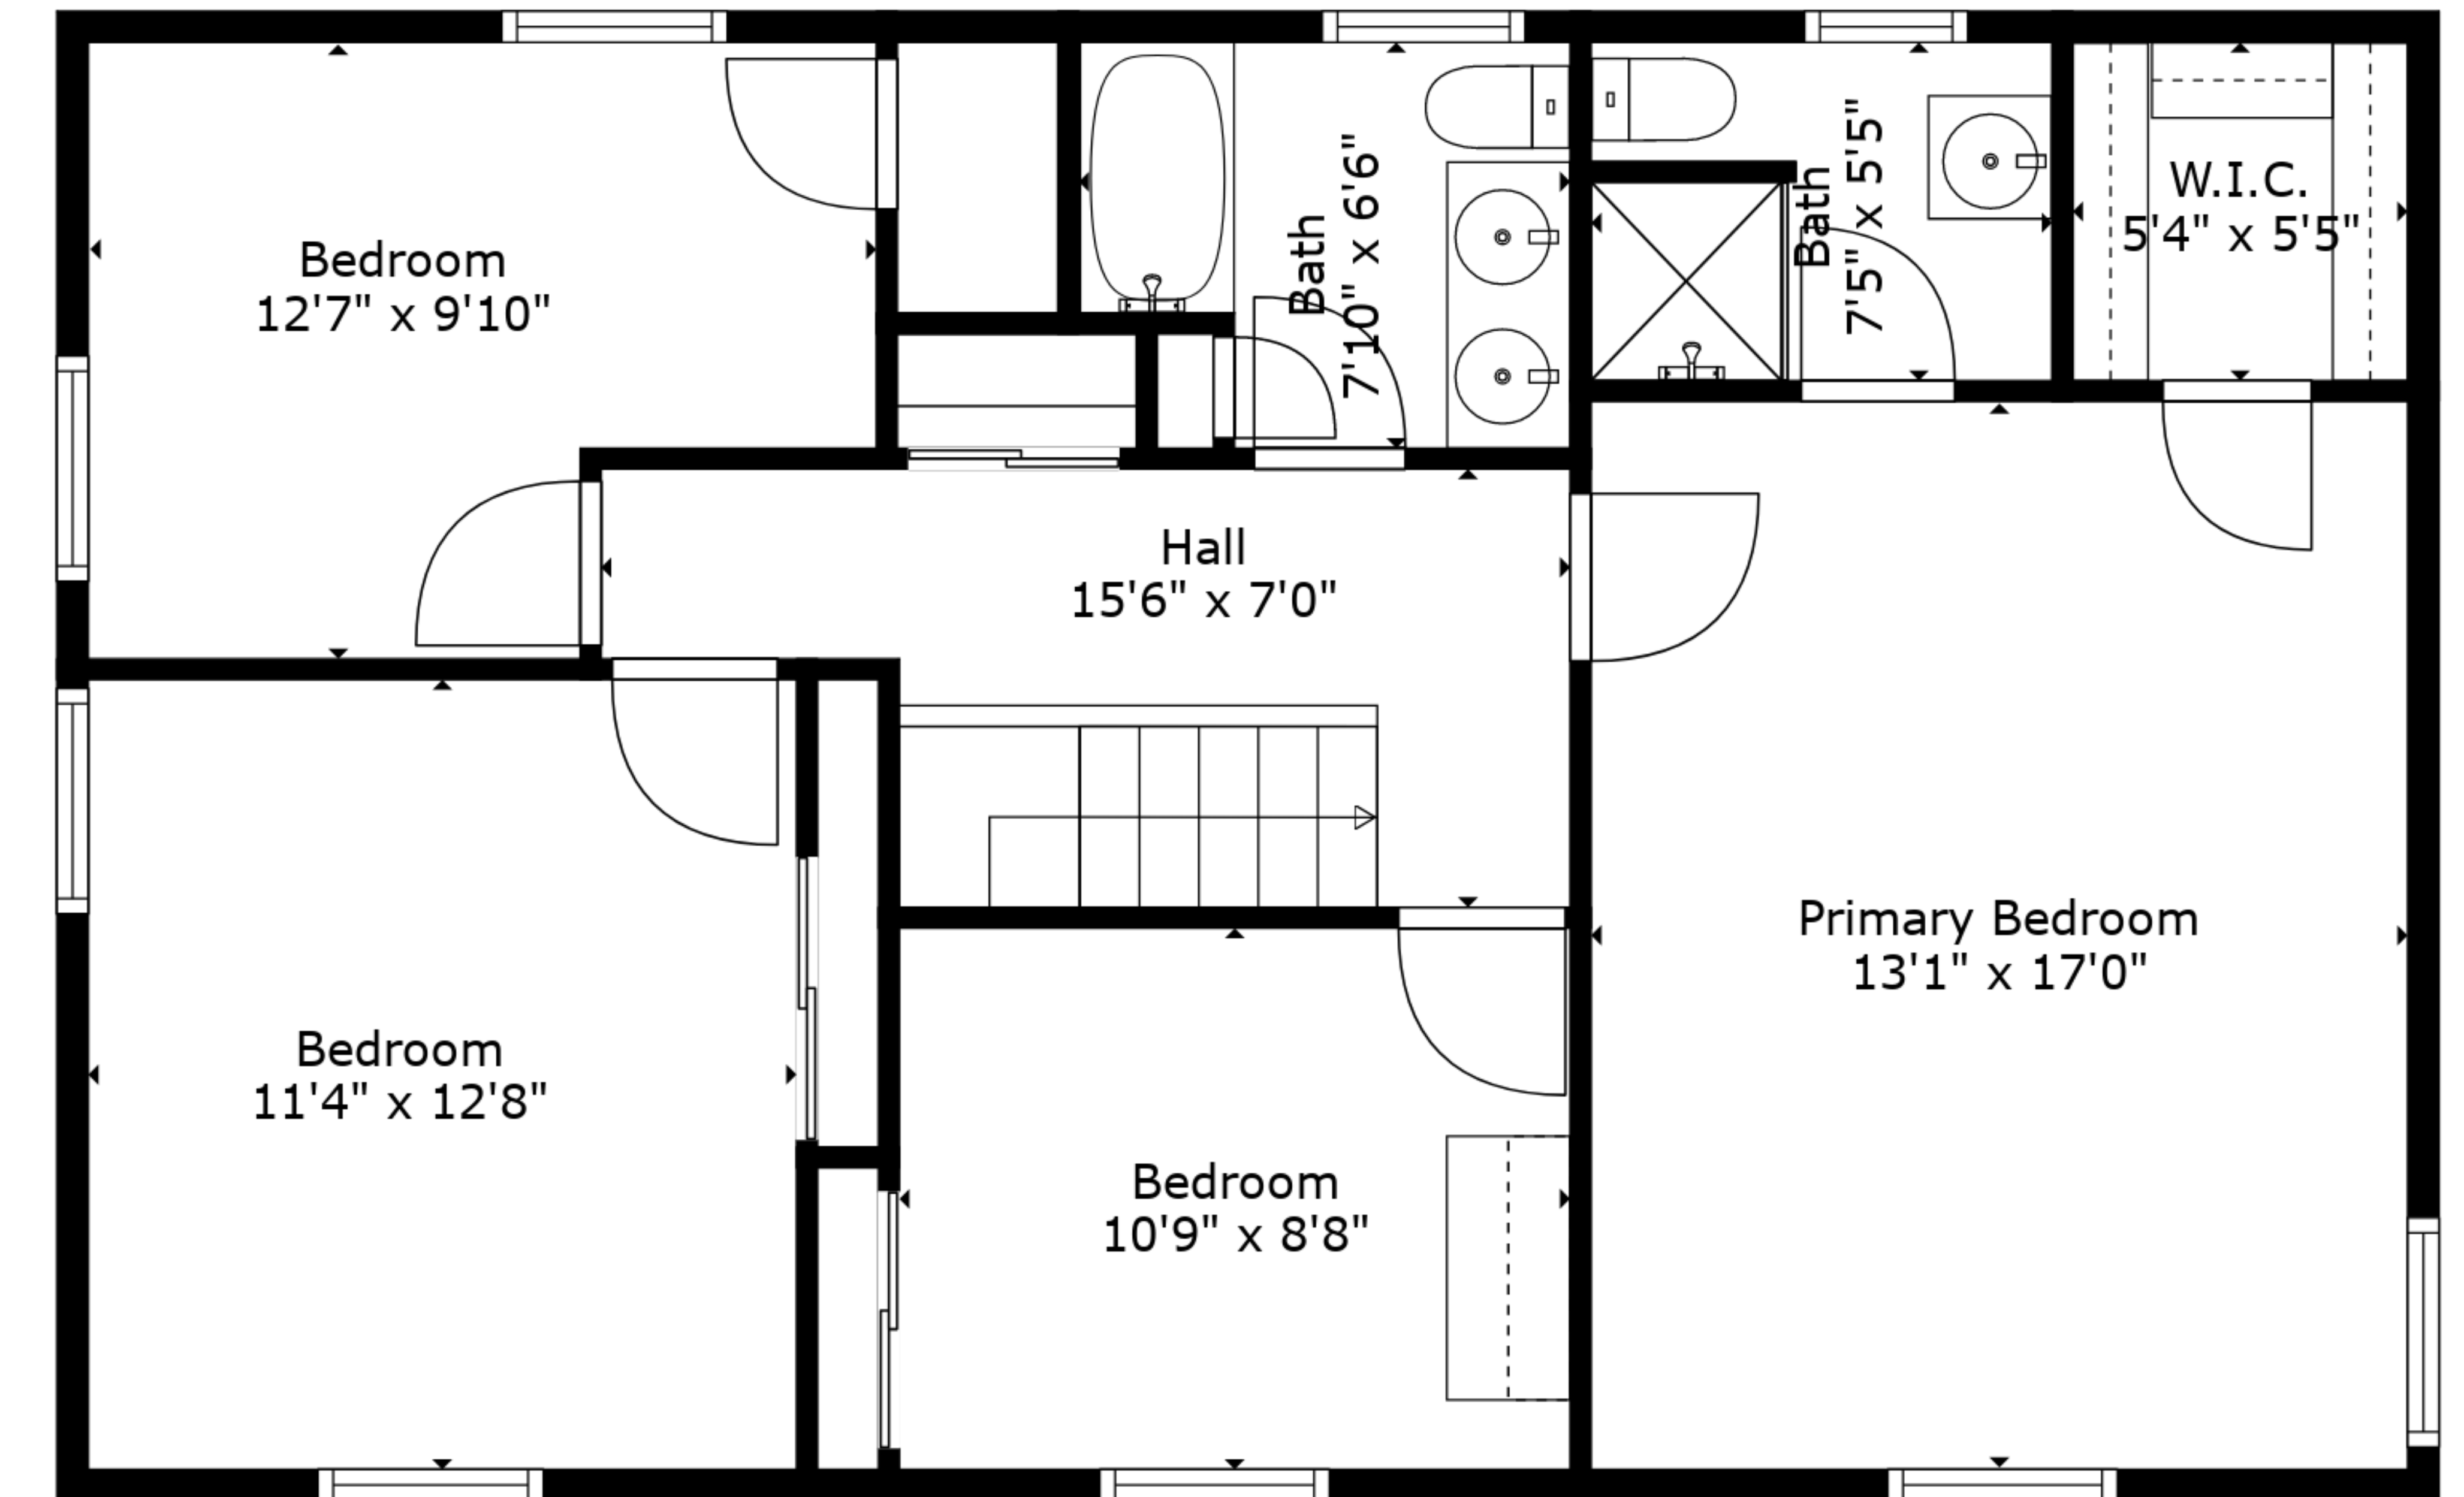 Bedroom
12'7" x 9'10"
Bath
7'10" x 6'6"
Bath
7'5" x 5'5"
W.I.C.
5'4" x 5'5"
Hall
15'6" x 7'0"
Primary Bedroom
13'1" x 17'0"
Bedroom
11'4" x 12'8"
Bedroom
10'9" x 8'8"